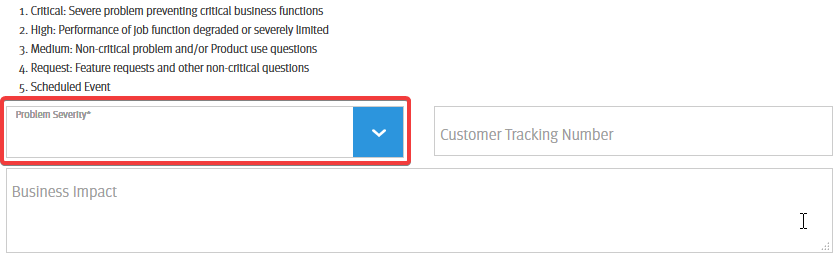 1. Critical: Severe problem preventing critical business functions
2. High: Performance of job function degraded or severely limited
3. Medium: Non-critical problem and/or Product use questions
4. Request: Feature requests and other non-critical questions
5. Scheduled Event
Problem Severity*
Customer Tracking Number
Business Impact